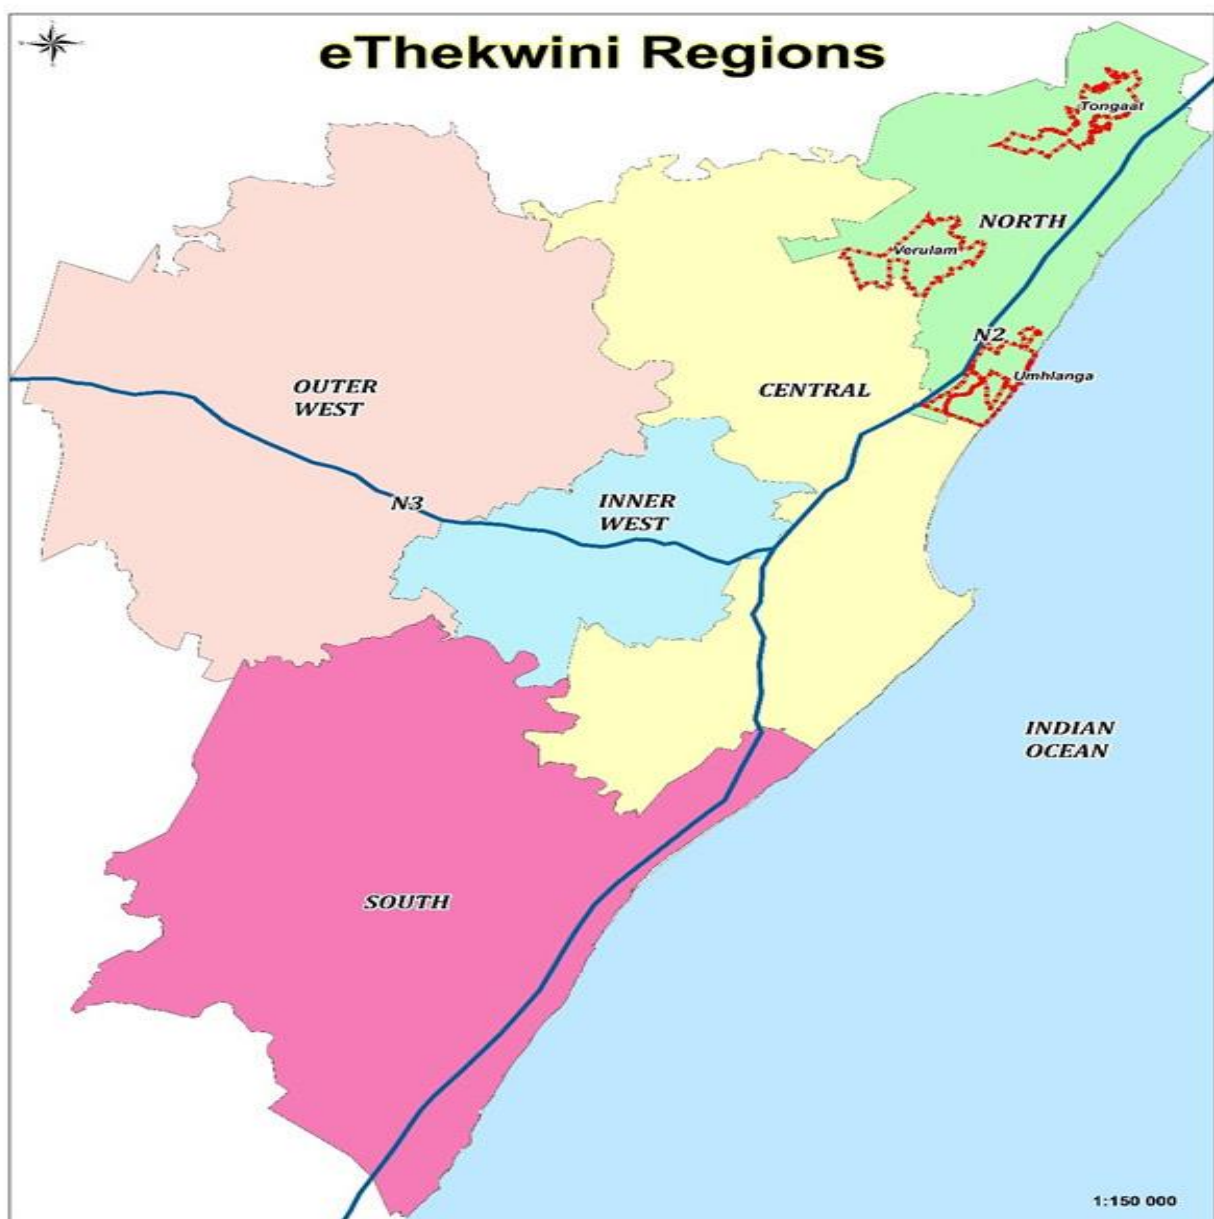 eThekwini Regions
Tongaat
NORTH
Verulam
N2
Umhlanga
OUTER
WEST
CENTRAL
N3
INNER
WEST
INDIAN
OCEAN
SOUTH
1:150 000